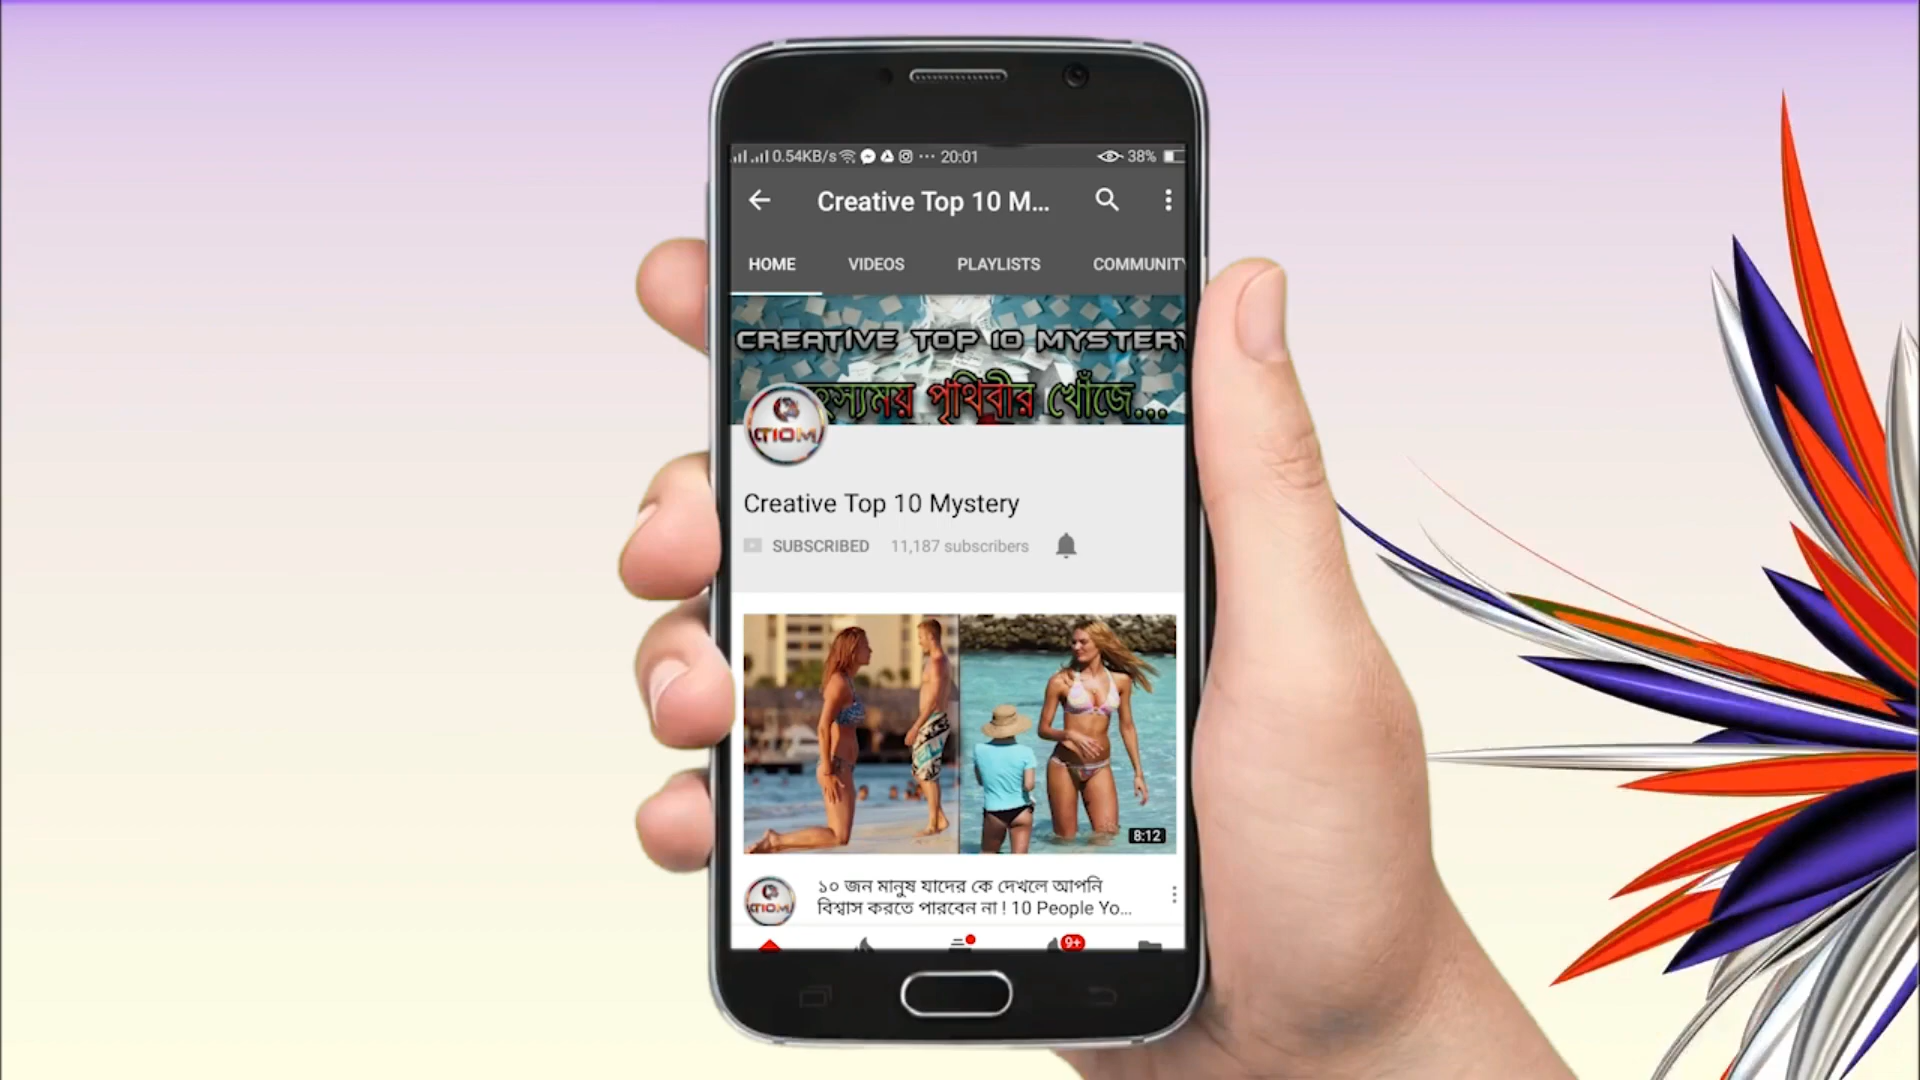 0.54KB/s ... 20:01 38%
Creative Top 10 M...
HOME VIDEOS PLAYLISTS COMMUNITY
CREATIVE TOP 10 MYSTERY
রহস্যময় পৃথিবীর খোঁজে...
CT10M
Creative Top 10 Mystery
SUBSCRIBED 11,187 subscribers
8:12
CT10M
১০ জন মানুষ যাদের কে দেখলে আপনি
বিশ্বাস করতে পারবেন না ! 10 People Yo...
9+